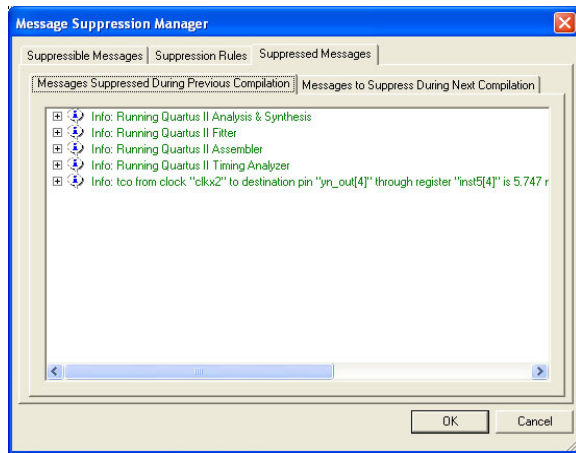 Message Suppression Manager
Suppressible Messages Suppression Rules Suppressed Messages
Messages Suppressed During Previous Compilation Messages to Suppress During Next Compilation
Info: Running Quartus II Analysis & Synthesis
Info: Running Quartus II Fitter
Info: Running Quartus II Assembler
Info: Running Quartus II Timing Analyzer
Info: tco from clock "clkx2" to destination pin "yn_out[4]" through register "inst5[4]" is 5.747
OK Cancel